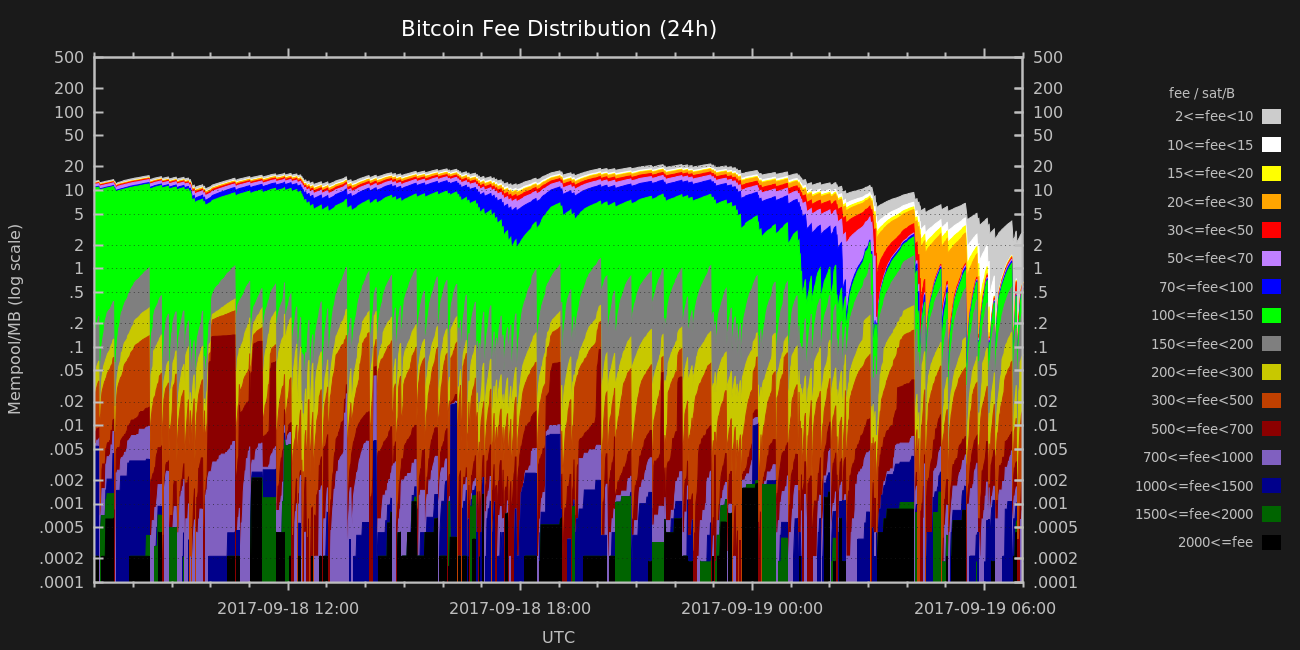 Bitcoin Fee Distribution (24h)
500
200
100
50
20
10
5
2
1
.5
.2
.1
.05
.02
.01
.005
.002
.001
.0005
.0002
.0001
Mempool/MB (log scale)
500
200
100
50
20
10
5
2
1
.5
.2
.1
.05
.02
.01
.005
.002
.001
.0005
.0002
.0001
2017-09-18 12:00
2017-09-18 18:00
2017-09-19 00:00
2017-09-19 06:00
UTC
fee / sat/B
2<=fee<10
10<=fee<15
15<=fee<20
20<=fee<30
30<=fee<50
50<=fee<70
70<=fee<100
100<=fee<150
150<=fee<200
200<=fee<300
300<=fee<500
500<=fee<700
700<=fee<1000
1000<=fee<1500
1500<=fee<2000
2000<=fee